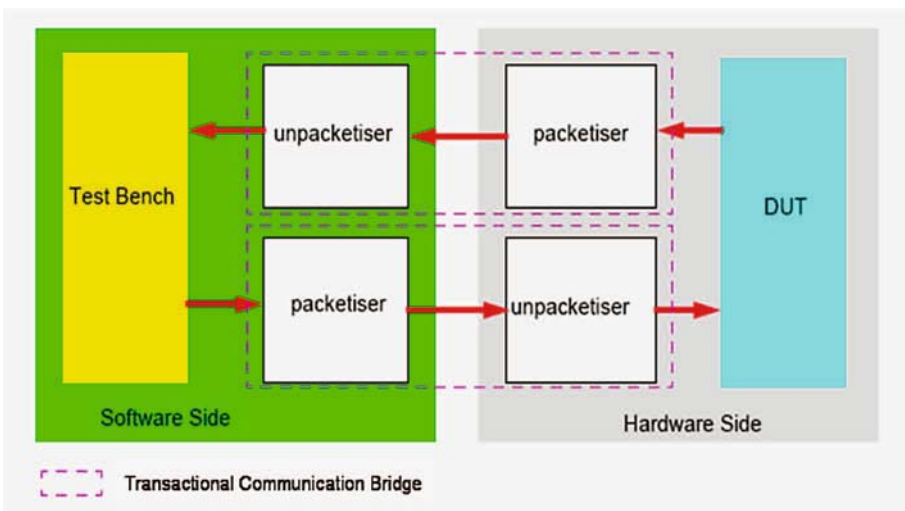 unpacketiser
packetiser
Test Bench
DUT
packetiser
unpacketiser
Software Side
Hardware Side
Transactional Communication Bridge